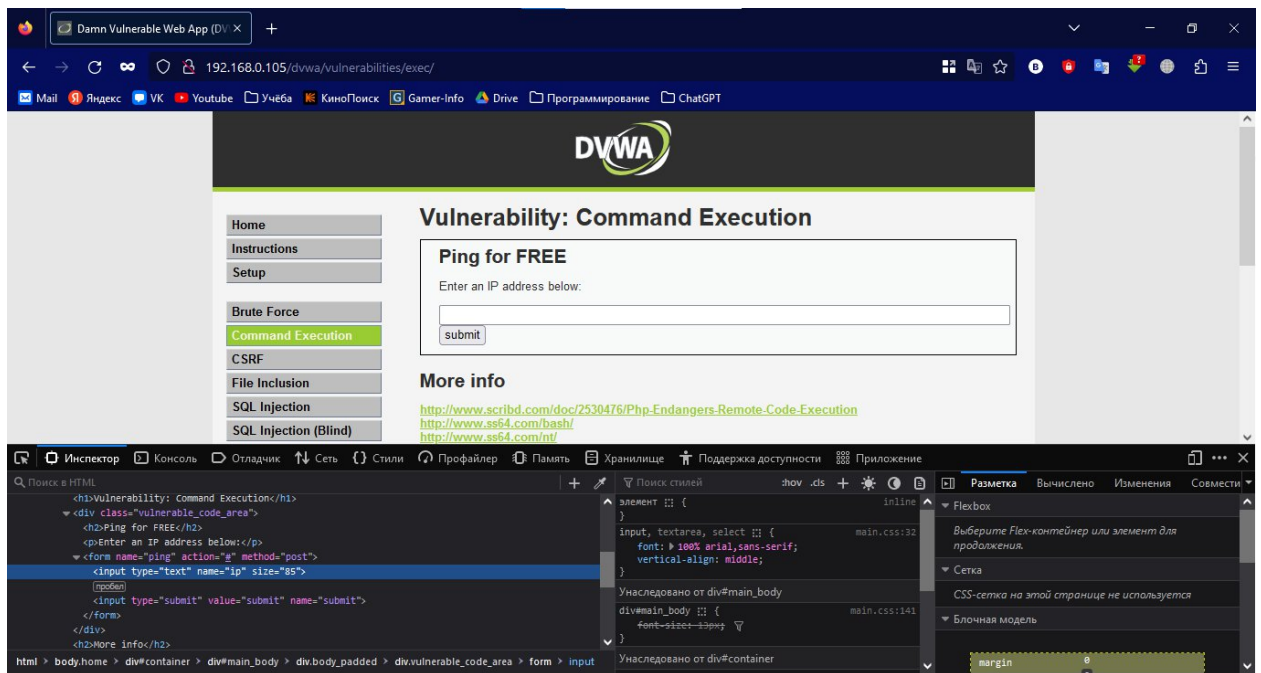 Damn Vulnerable Web App (DV
192.168.0.105/dvwa/vulnerabilities/exec/
Mail Яндекс VK Youtube Учёба КиноПоиск Gamer-Info Drive Программирование ChatGPT
DVWA
Home
Instructions
Setup
Brute Force
Command Execution
CSRF
File Inclusion
SQL Injection
SQL Injection (Blind)
Vulnerability: Command Execution
Ping for FREE
Enter an IP address below:
submit
More info
http://www.scribd.com/doc/2530476/Php-Endangers-Remote-Code-Execution
http://www.ss64.com/bash/
http://www.ss64.com/nt/
Инспектор Консоль Отладчик Сеть Стили Профайлер Память Хранилище Поддержка доступности Приложение
Поиск в HTML
<h1>Vulnerability: Command Execution</h1>
<div class="vulnerable_code_area">
<h2>Ping for FREE</h2>
<p>Enter an IP address below:</p>
<form name="ping" action="#" method="post">
<input type="text" name="ip" size="85">
пробел
<input type="submit" value="submit" name="submit">
</form>
</div>
<h2>More info</h2>
html > body.home > div#container > div#main_body > div.body_padded > div.vulnerable_code_area > form > input
Поиск стилей :hov .cls
элемент { inline
}
input, textarea, select { main.css:32
font: 100% arial,sans-serif;
vertical-align: middle;
}
Унаследовано от div#main_body
div#main_body { main.css:141
font-size: 13px;
}
Унаследовано от div#container
Разметка Вычислено Изменения Совмести
Flexbox
Выберите Flex-контейнер или элемент для
продолжения.
Сетка
CSS-сетка на этой странице не используется
Блочная модель
margin 0